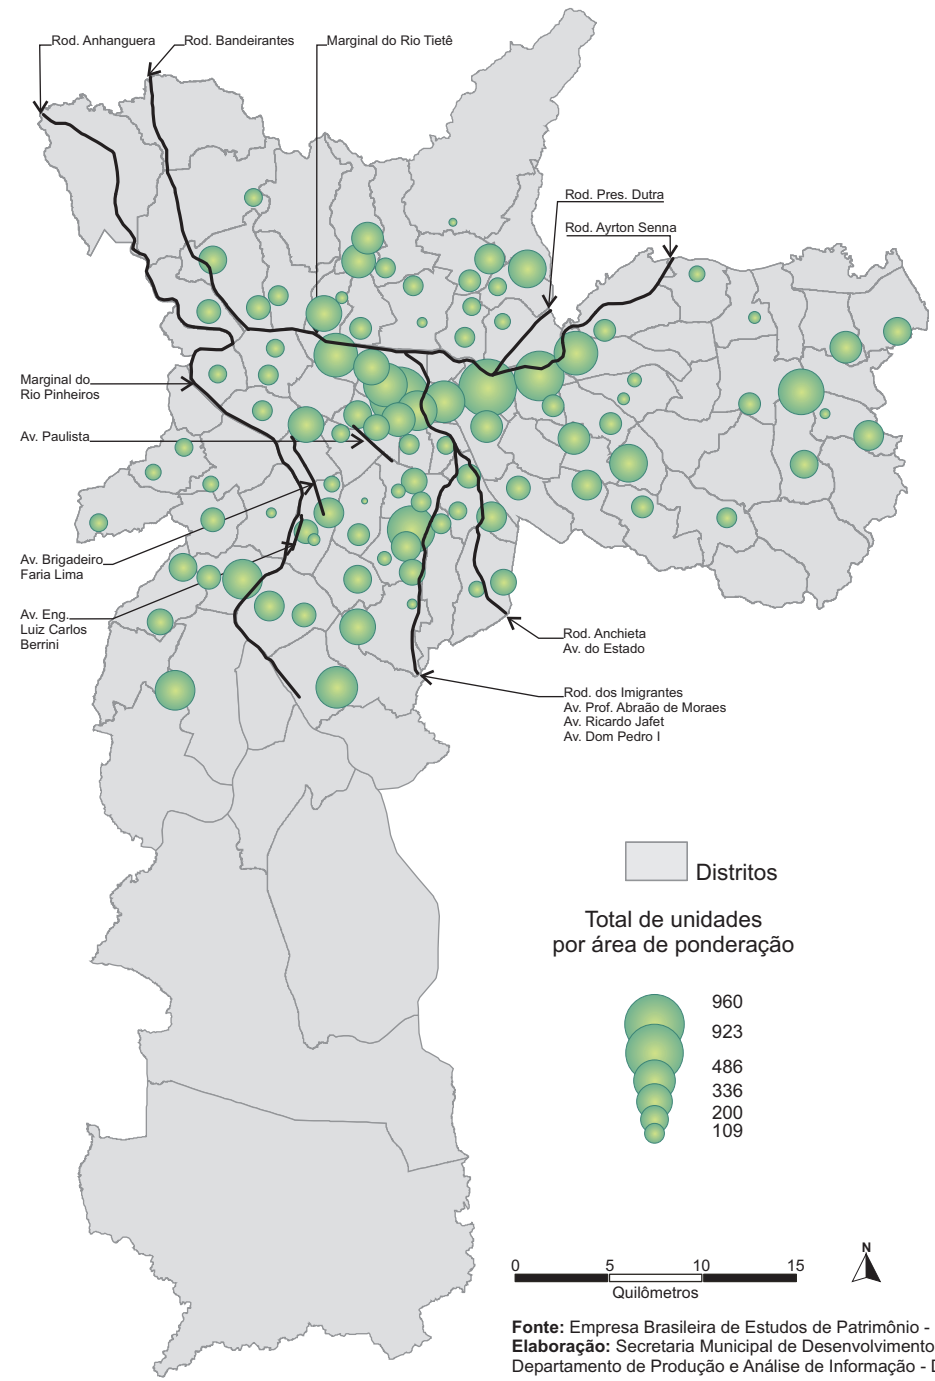 Rod. Anhanguera
Rod. Bandeirantes
Marginal do Rio Tietê
Rod. Pres. Dutra
Rod. Ayrton Senna
Marginal do
Rio Pinheiros
Av. Paulista
Av. Brigadeiro
Faria Lima
Av. Eng.
Luiz Carlos
Berrini
Rod. Anchieta
Av. do Estado
Rod. dos Imigrantes
Av. Prof. Abraão de Moraes
Av. Ricardo Jafet
Av. Dom Pedro I
Distritos
Total de unidades
por área de ponderação
960
923
486
336
200
109
N
0 5 10 15
Quilômetros
Fonte: Empresa Brasileira de Estudos de Patrimônio -
Elaboração: Secretaria Municipal de Desenvolvimento
Departamento de Produção e Análise de Informação -